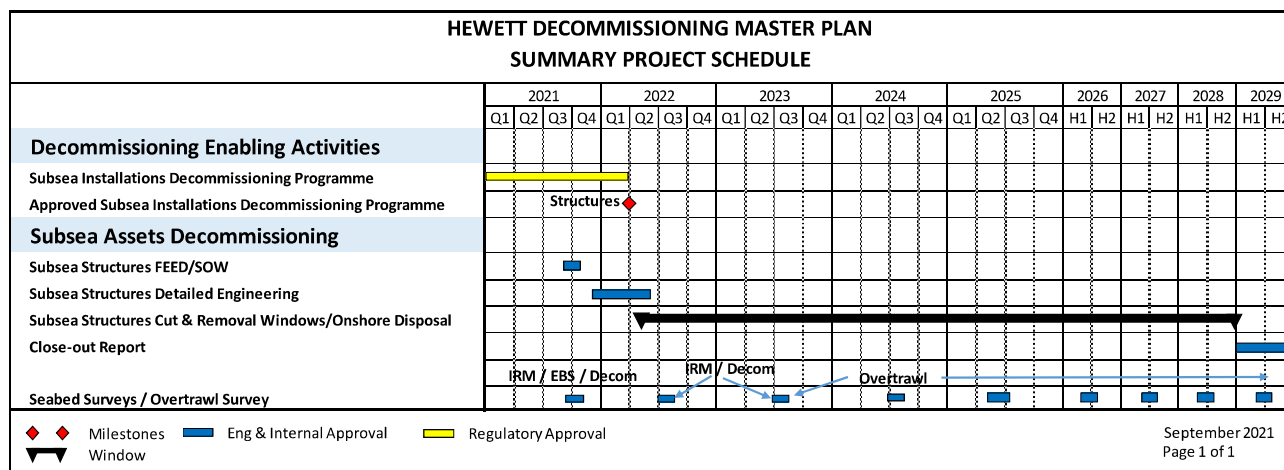 HEWETT DECOMMISSIONING MASTER PLAN
SUMMARY PROJECT SCHEDULE
2021 2022 2023 2024 2025 2026 2027 2028 2029
Q1 Q2 Q3 Q4 Q1 Q2 Q3 Q4 Q1 Q2 Q3 Q4 Q1 Q2 Q3 Q4 Q1 Q2 Q3 Q4 H1 H2 H1 H2 H1 H2 H1 H2
Decommissioning Enabling Activities
Subsea Installations Decommissioning Programme
Approved Subsea Installations Decommissioning Programme Structures
Subsea Assets Decommissioning
Subsea Structures FEED/SOW
Subsea Structures Detailed Engineering
Subsea Structures Cut & Removal Windows/Onshore Disposal
Close-out Report
IRM / EBS / Decom IRM / Decom Overtrawl
Seabed Surveys / Overtrawl Survey
Milestones Eng & Internal Approval Regulatory Approval September 2021
Window Page 1 of 1